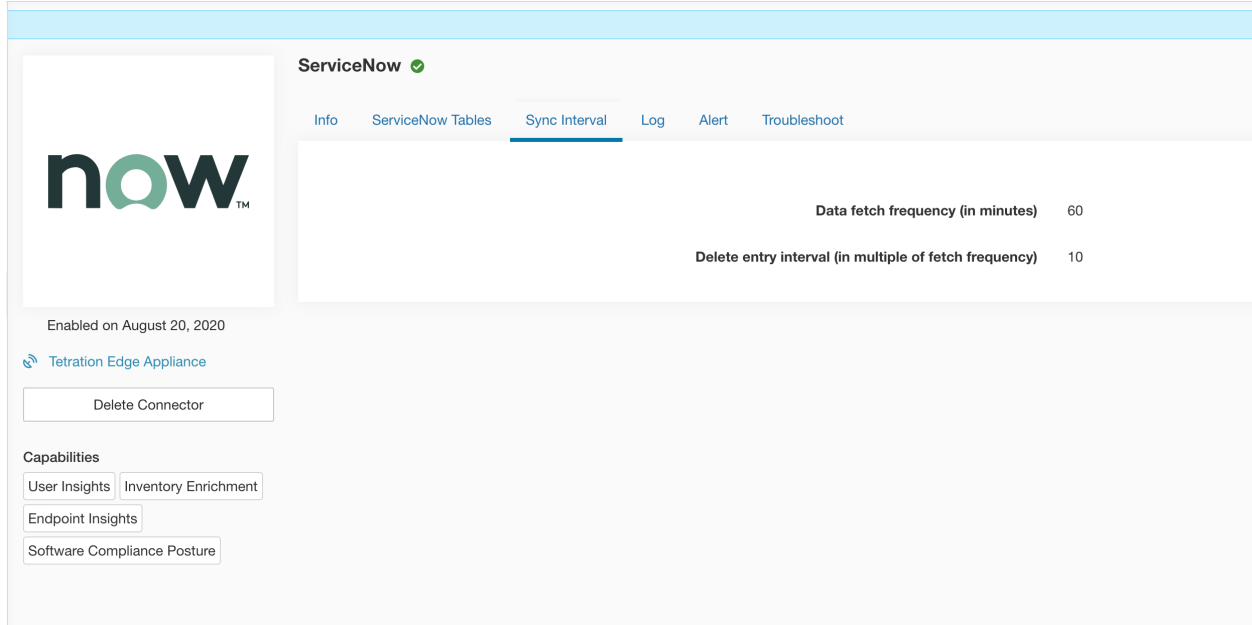 ServiceNow
Info ServiceNow Tables Sync Interval Log Alert Troubleshoot
now™
Data fetch frequency (in minutes) 60
Delete entry interval (in multiple of fetch frequency) 10
Enabled on August 20, 2020
Tetration Edge Appliance
Delete Connector
Capabilities
User Insights Inventory Enrichment
Endpoint Insights
Software Compliance Posture